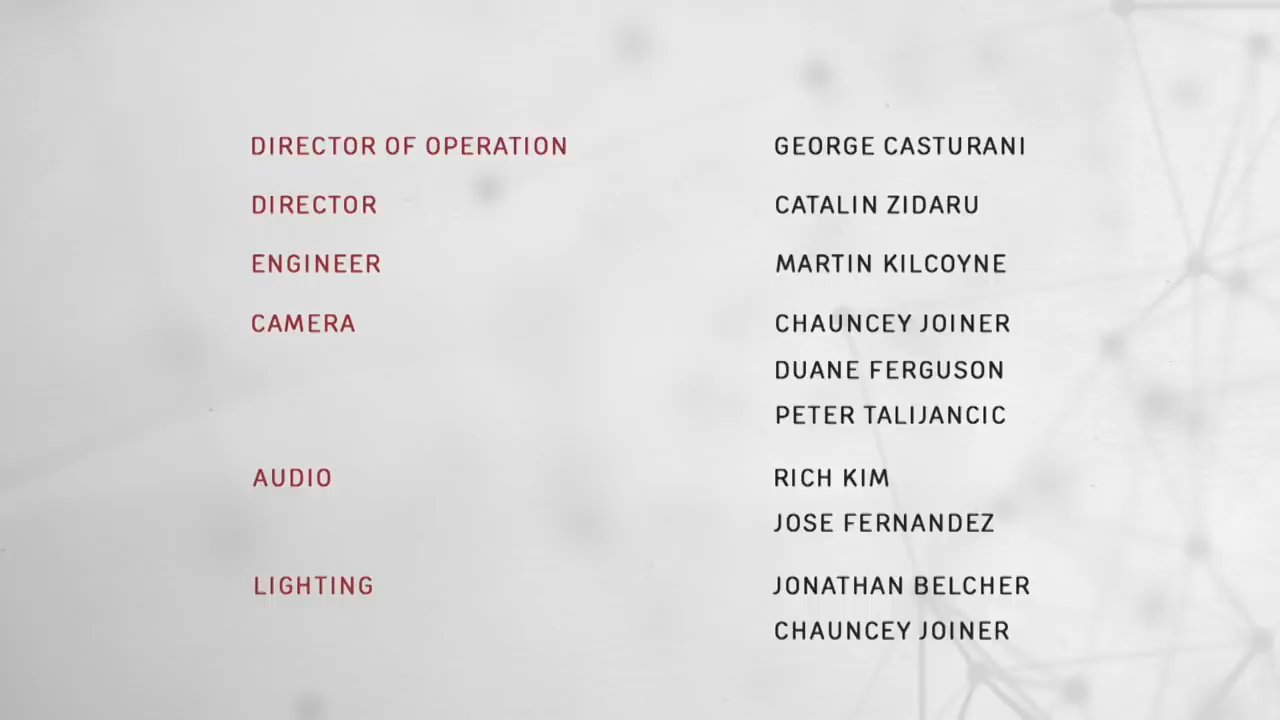 DIRECTOR OF OPERATION GEORGE CASTURANI
DIRECTOR CATALIN ZIDARU
ENGINEER MARTIN KILCOYNE
CAMERA CHAUNCEY JOINER
DUANE FERGUSON
PETER TALIJANCIC
AUDIO RICH KIM
JOSE FERNANDEZ
LIGHTING JONATHAN BELCHER
CHAUNCEY JOINER